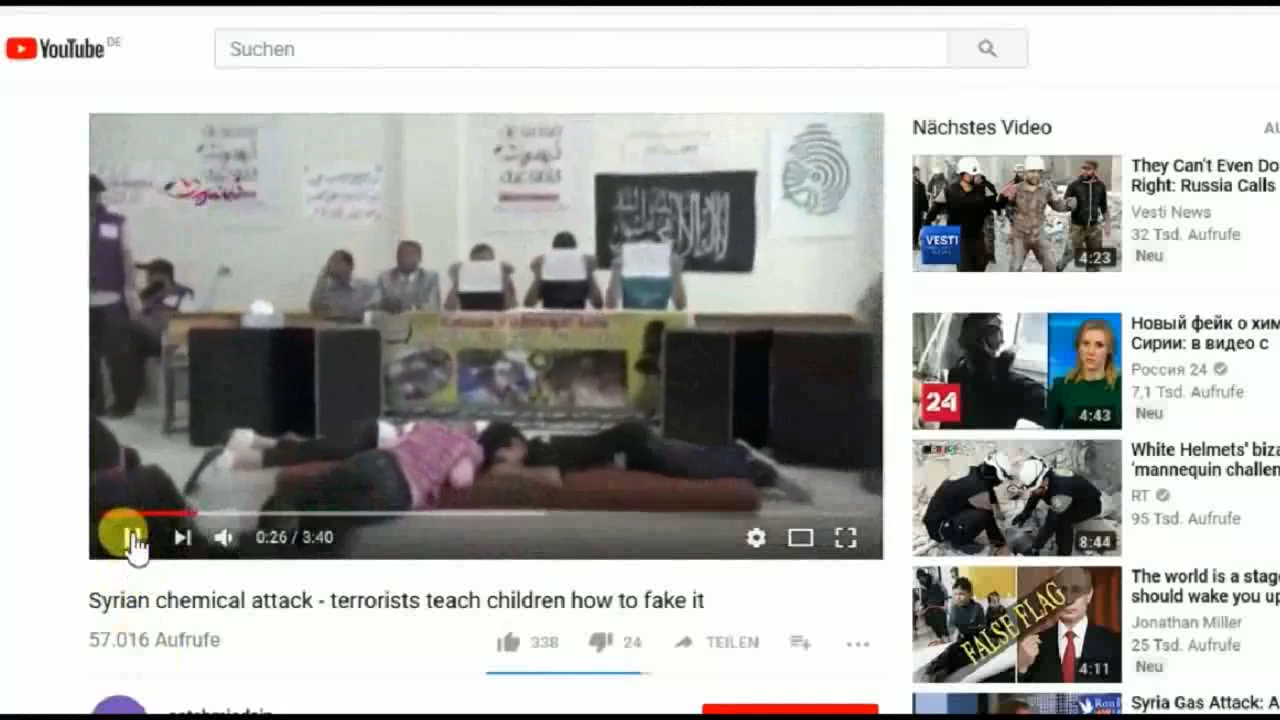 YouTube DE
Suchen
0:26 / 3:40
Syrian chemical attack - terrorists teach children how to fake it
57.016 Aufrufe
338
24
TEILEN
Nächstes Video
They Can't Even Do
Right: Russia Calls
Vesti News
32 Tsd. Aufrufe
Neu
VESTI
4:23
Новый фейк о хим
Сирии: в видео с
Россия 24
7,1 Tsd. Aufrufe
Neu
24
4:43
White Helmets' biza
'mannequin challen
RT
95 Tsd. Aufrufe
8:44
The world is a stag
should wake you up
Jonathan Miller
25 Tsd. Aufrufe
Neu
FALSE FLAG
4:11
Syria Gas Attack: A